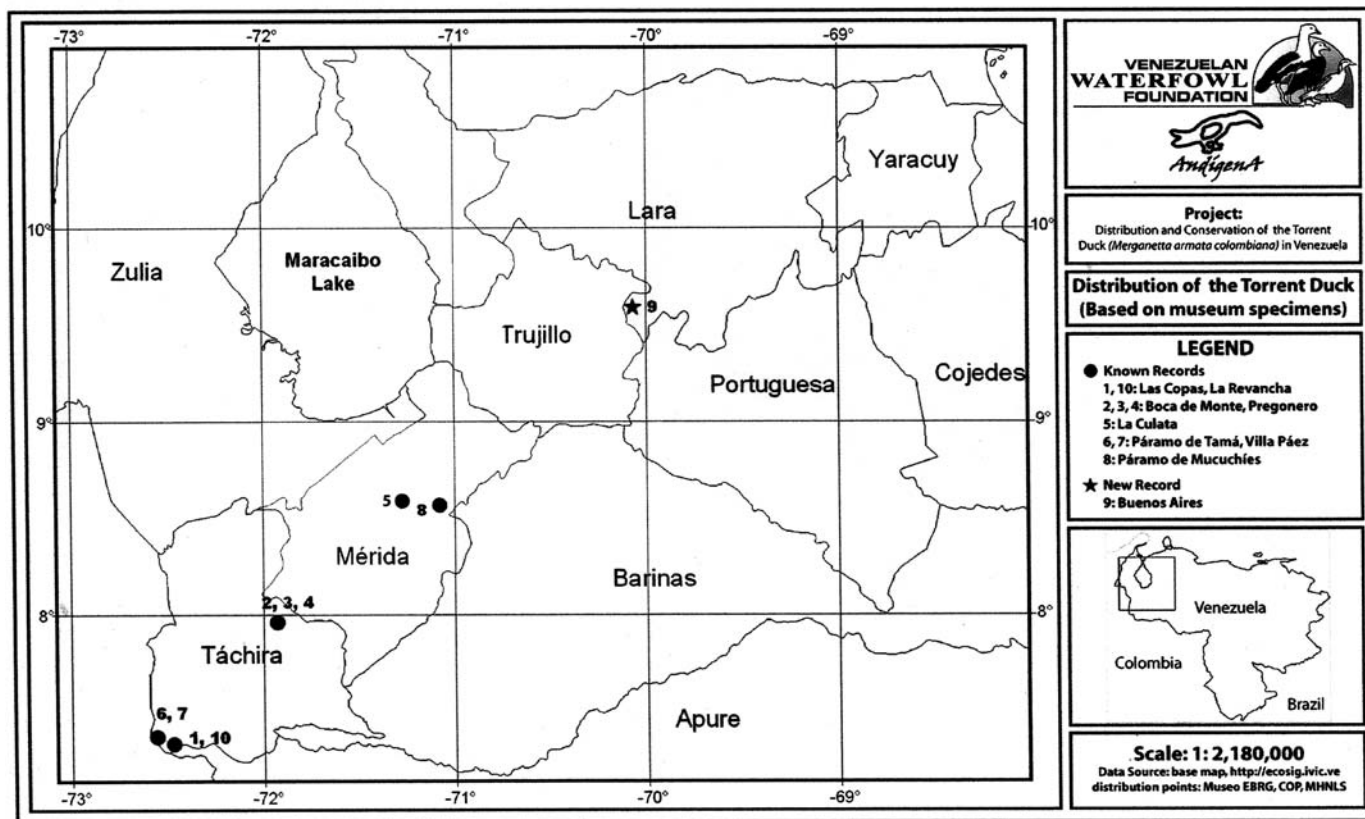 -73°
-72°
-71°
-70°
-69°
10°
9°
8°
10°
9°
8°
Zulia
Maracaibo
Lake
Lara
Yaracuy
Trujillo
9
Portuguesa
Cojedes
5
8
Mérida
Barinas
2, 3, 4
Táchira
6, 7
1, 10
Apure
-73°
-72°
-71°
-70°
-69°
VENEZUELAN
WATERFOWL
FOUNDATION
AndígenA
Project:
Distribution and Conservation of the Torrent
Duck (Merganetta armata colombiana) in Venezuela
Distribution of the Torrent Duck
(Based on museum specimens)
LEGEND
Known Records
1, 10: Las Copas, La Revancha
2, 3, 4: Boca de Monte, Pregonero
5: La Culata
6, 7: Páramo de Tamá, Villa Páez
8: Páramo de Mucuchíes
New Record
9: Buenos Aires
Venezuela
Colombia
Brazil
Scale: 1: 2,180,000
Data Source: base map, http://ecosig.ivic.ve
distribution points: Museo EBRG, COP, MHNLS